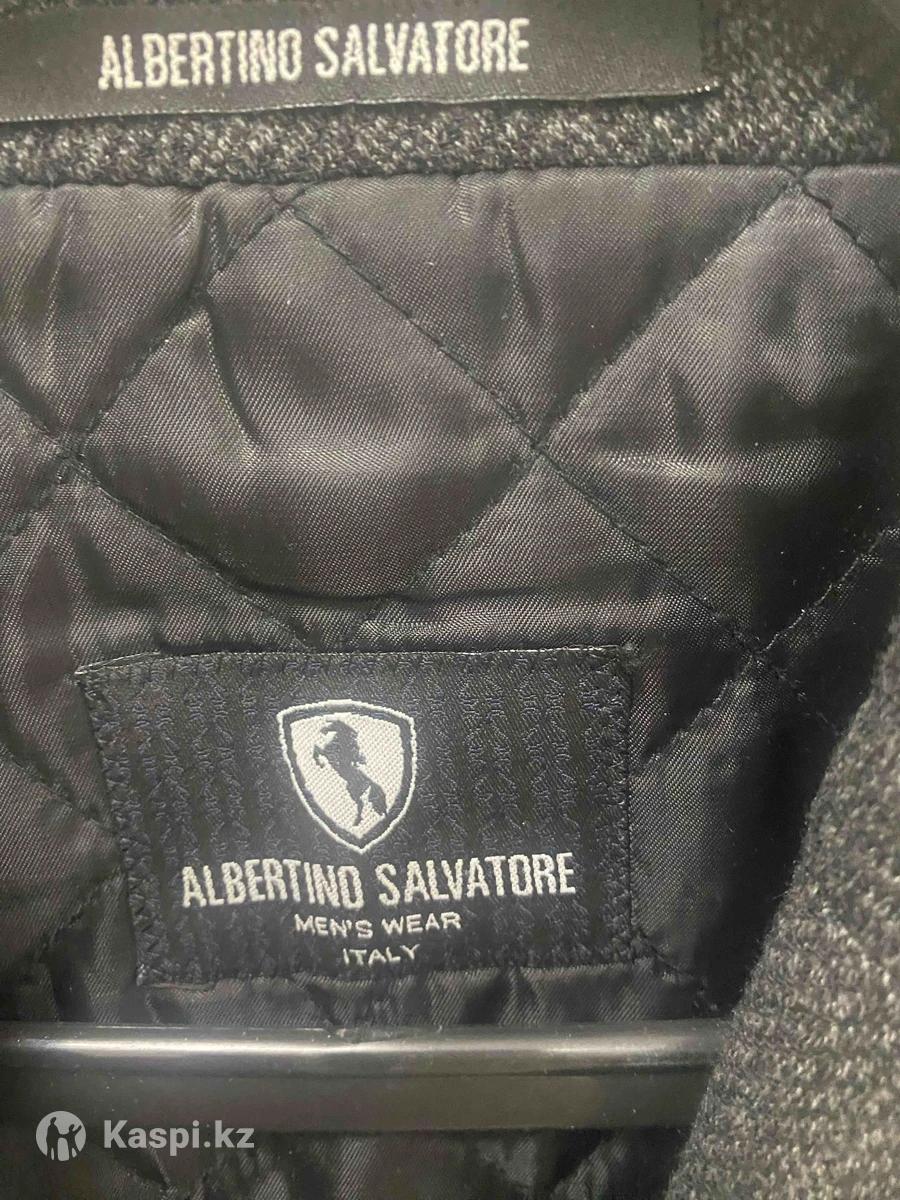 ALBERTINO SALVATORE
ALBERTINO SALVATORE
MEN'S WEAR
ITALY
Kaspi.kz